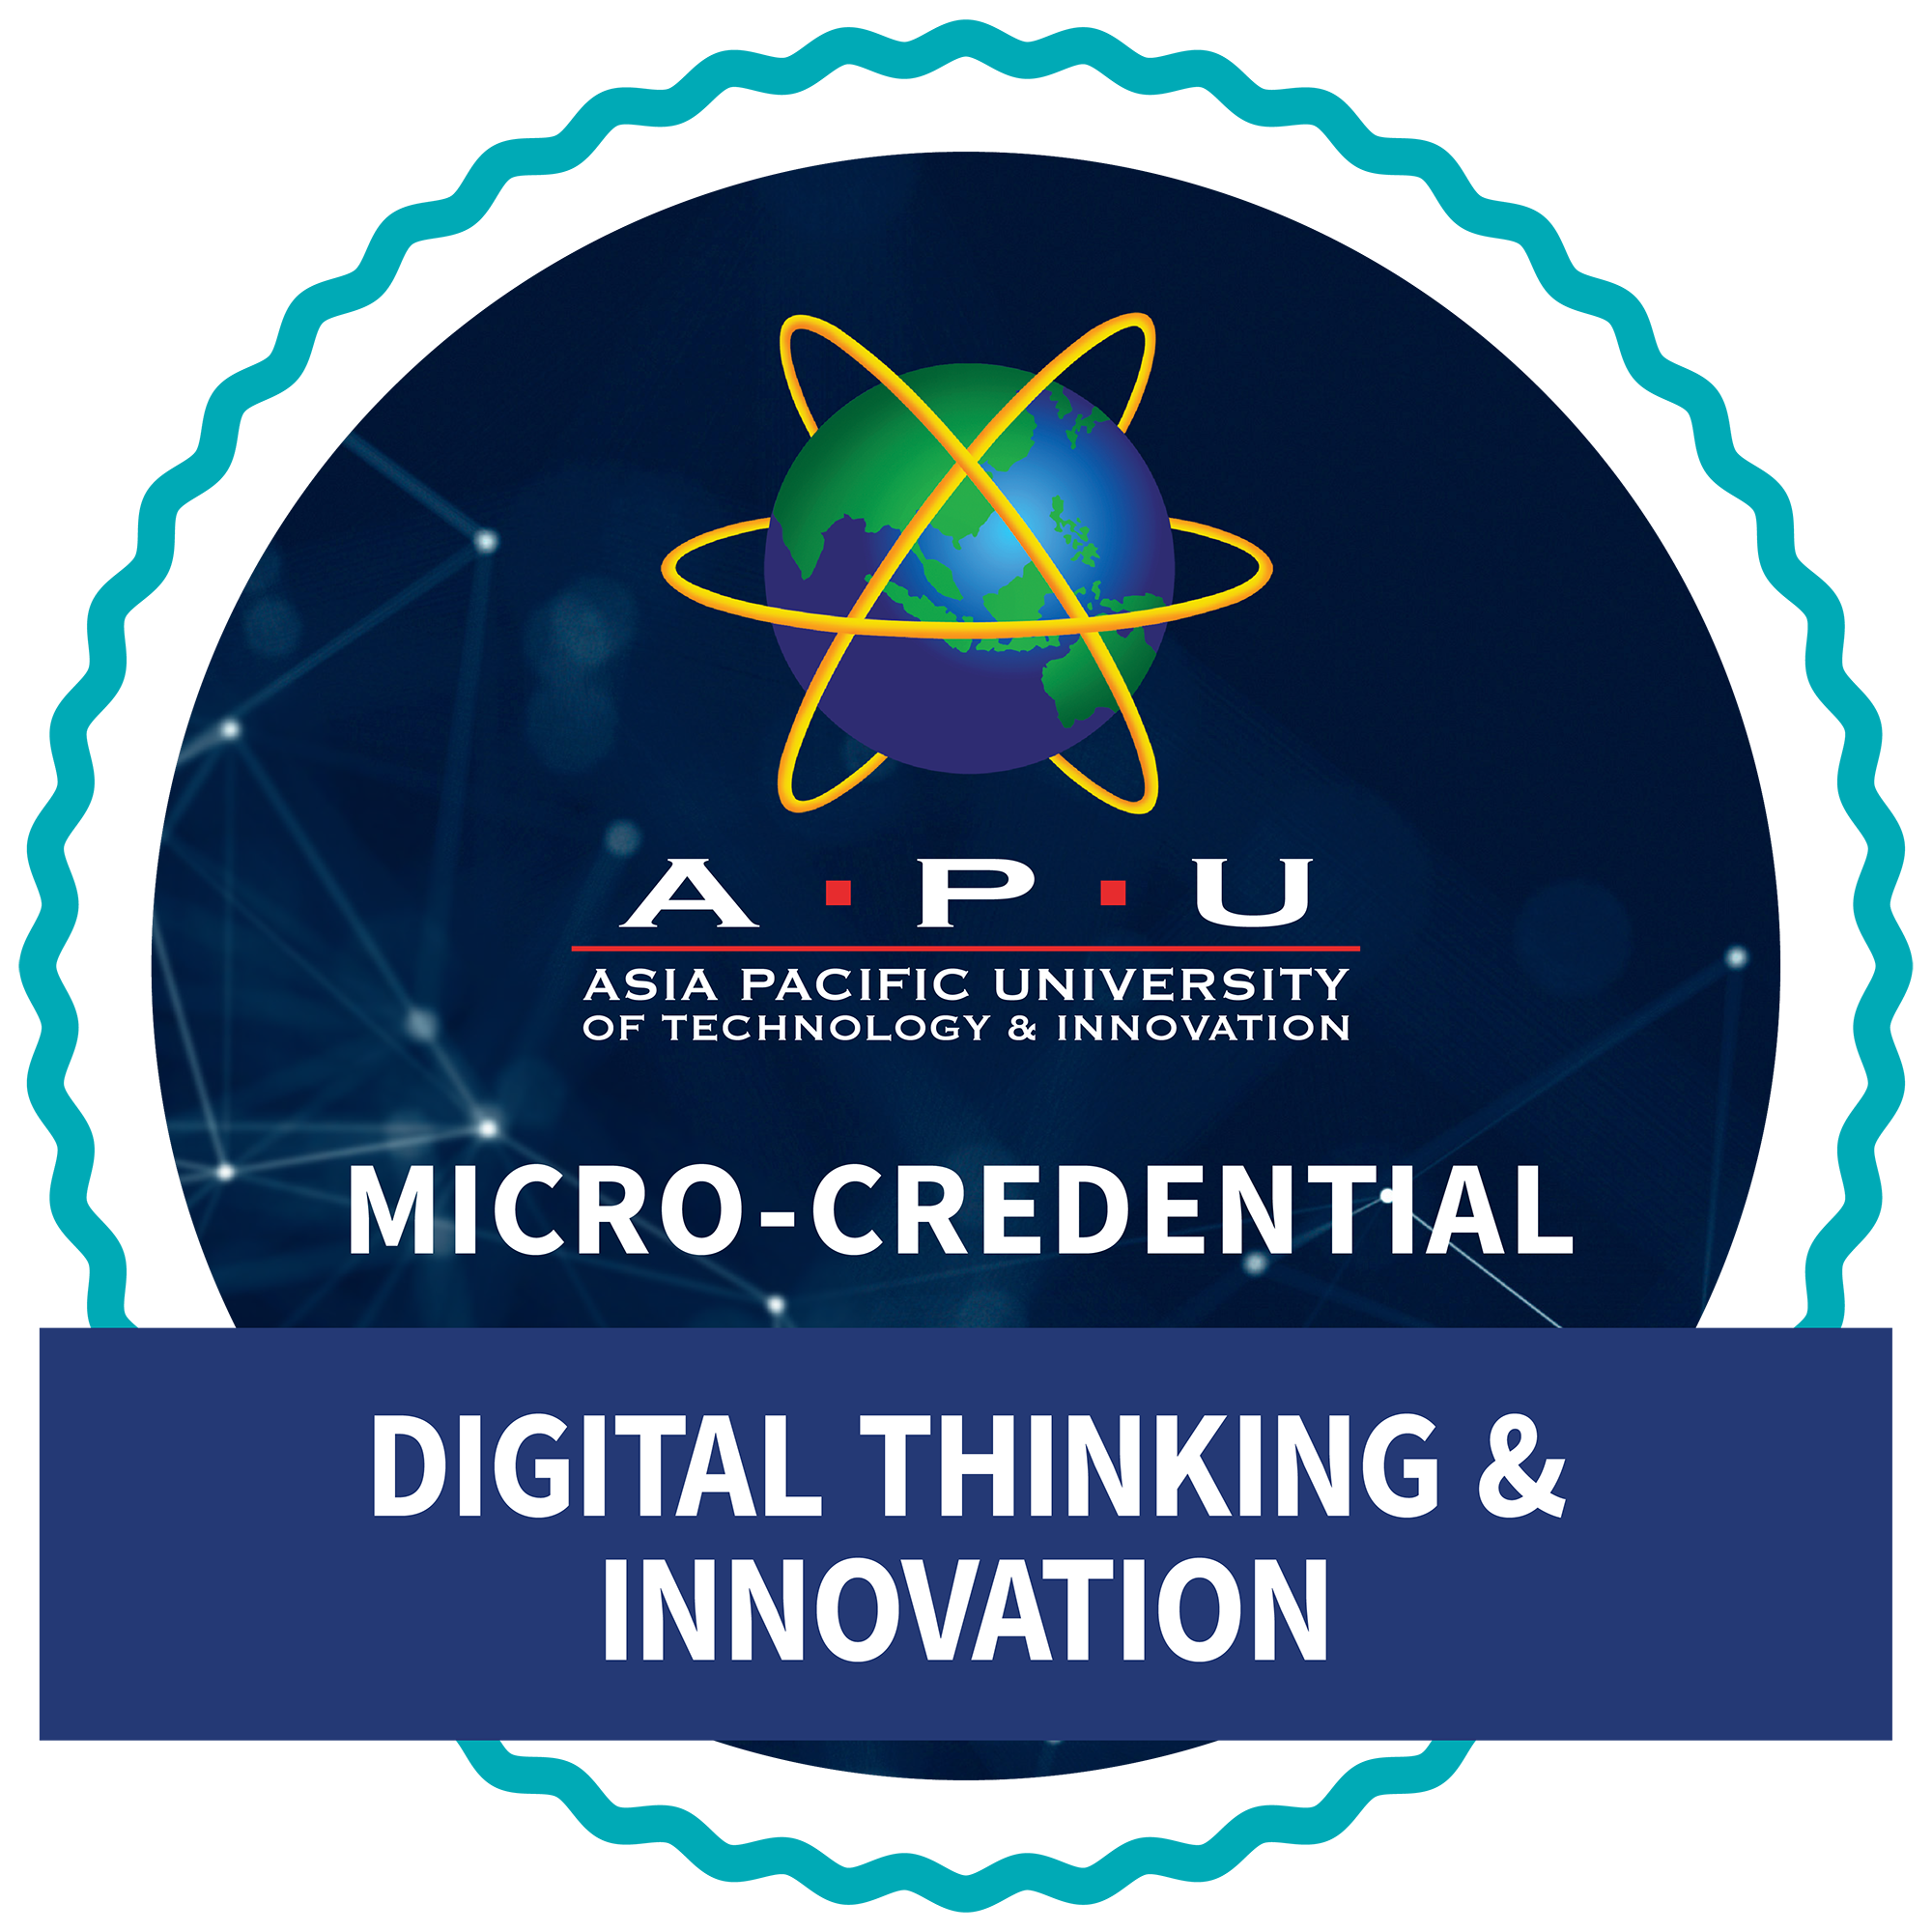 A·P·U
ASIA PACIFIC UNIVERSITY
OF TECHNOLOGY & INNOVATION
MICRO-CREDENTIAL
DIGITAL THINKING &
INNOVATION